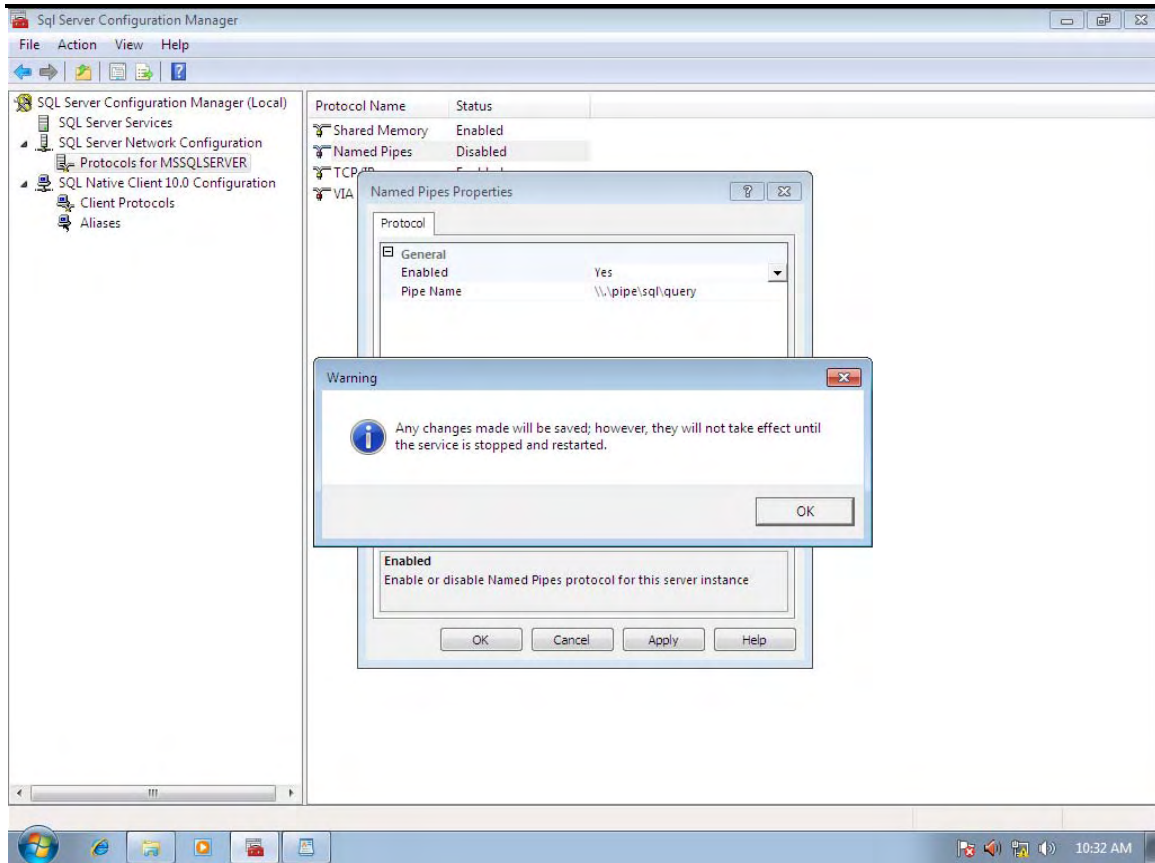 Sql Server Configuration Manager
File Action View Help
SQL Server Configuration Manager (Local)
SQL Server Services
SQL Server Network Configuration
Protocols for MSSQLSERVER
SQL Native Client 10.0 Configuration
Client Protocols
Aliases
Protocol Name Status
Shared Memory Enabled
Named Pipes Disabled
TCP/IP
VIA
Named Pipes Properties
Protocol
General
Enabled Yes
Pipe Name \\.\pipe\sql\query
Warning
Any changes made will be saved; however, they will not take effect until
the service is stopped and restarted.
OK
Enabled
Enable or disable Named Pipes protocol for this server instance
OK Cancel Apply Help
10:32 AM